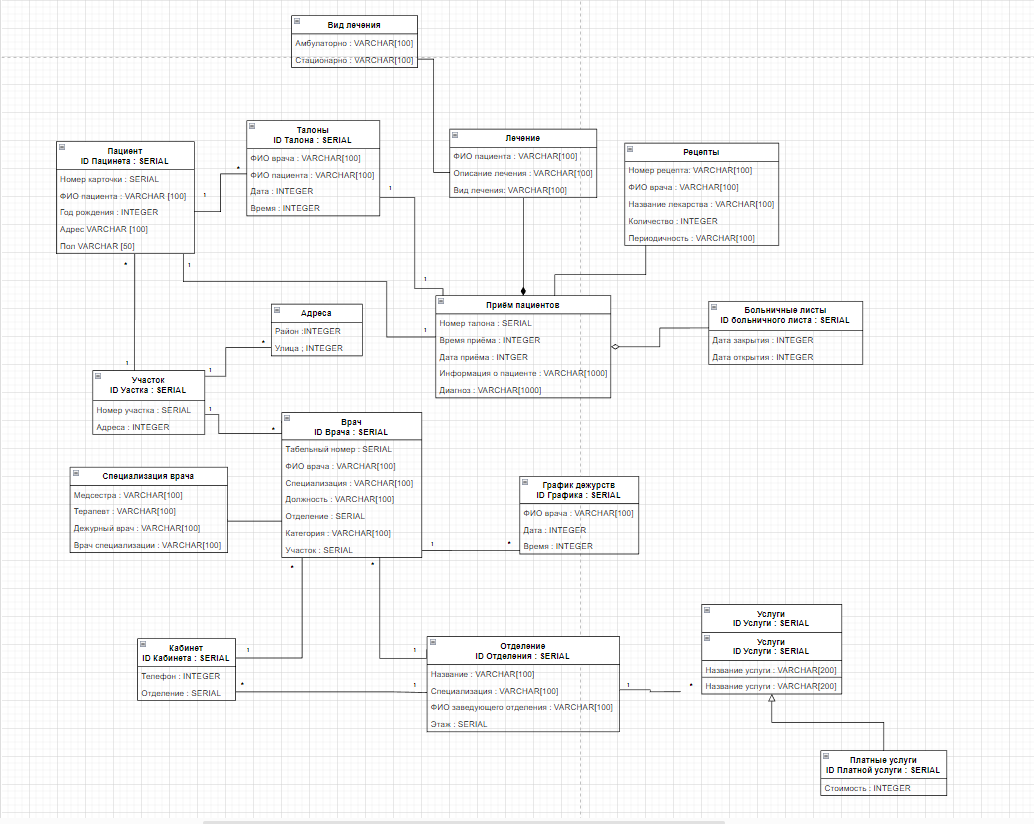 Вид лечения
Амбулаторно : VARCHAR[100]
Стационарно : VARCHAR[100]
Талоны
ID Талона : SERIAL
ФИО врача : VARCHAR[100]
ФИО пациента : VARCHAR[100]
Дата : INTEGER
Время : INTEGER
Лечение
ФИО пациента : VARCHAR[100]
Описание лечения : VARCHAR[100]
Вид лечения: VARCHAR[100]
Пациент
ID Пацинета : SERIAL
Номер карточки : SERIAL
ФИО пациента : VARCHAR [100]
Год рождения : INTEGER
Адрес VARCHAR [100]
Пол VARCHAR [50]
Рецепты
Номер рецепта: VARCHAR[100]
ФИО врача : VARCHAR[100]
Название лекарства : VARCHAR[100]
Количество : INTEGER
Периодичность : VARCHAR[100]
1
*
1
1
*
1
1
1
Приём пациентов
Номер талона : SERIAL
Время приёма : INTEGER
Дата приёма : INTGER
Информация о пациенте : VARCHAR[1000]
Диагноз : VARCHAR[1000]
Больничные листы
ID больничного листа : SERIAL
Дата закрытия : INTEGER
Дата открытия : INTEGER
Адреса
Район :INTEGER
Улица ; INTEGER
1
*
Участок
ID Уастка : SERIAL
Номер участка : SERIAL
Адреса : INTEGER
1
*
Врач
ID Врача : SERIAL
Табельный номер : SERIAL
ФИО врача : VARCHAR[100]
Специализация : VARCHAR[100]
Должность : VARCHAR[100]
Отделение : SERIAL
Категория : VARCHAR[100]
Участок : SERIAL
Специализация врача
Медсестра : VARCHAR[100]
Терапевт : VARCHAR[100]
Дежурный врач : VARCHAR[100]
Врач специализации : VARCHAR[100]
График дежурств
ID Графика : SERIAL
ФИО врача : VARCHAR[100]
Дата : INTEGER
Время : INTEGER
1
*
*
*
Кабинет
ID Кабинета : SERIAL
Телефон : INTEGER
Отделение : SERIAL
1
1
*
1
Отделение
ID Отделения : SERIAL
Название : VARCHAR[100]
Специализация : VARCHAR[100]
ФИО заведующего отделения : VARCHAR[100]
Этаж : SERIAL
1
*
Услуги
ID Услуги : SERIAL
Услуги
ID Услуги : SERIAL
Название услуги : VARCHAR[200]
Название услуги : VARCHAR[200]
Платные услуги
ID Платной услуги : SERIAL
Стоимость : INTEGER